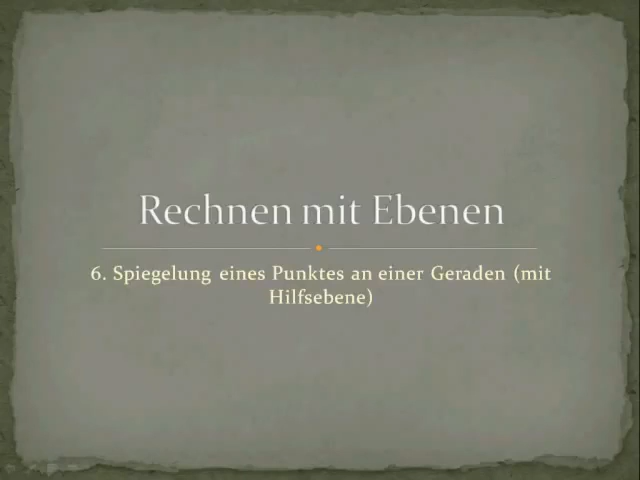 Rechnen mit Ebenen
6. Spiegelung eines Punktes an einer Geraden (mit
Hilfsebene)